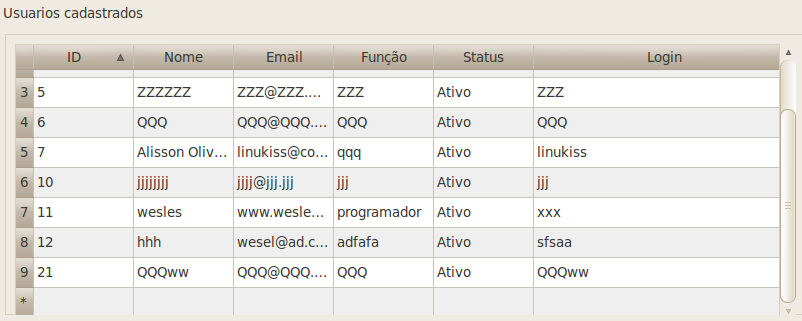 Usuarios cadastrados
ID Nome Email Função Status Login
3 5 ZZZZZZ ZZZ@ZZZ.... ZZZ Ativo ZZZ
4 6 QQQ QQQ@QQQ.... QQQ Ativo QQQ
5 7 Alisson Oliv... linukiss@co... qqq Ativo linukiss
6 10 jjjjjjjj jjjj@jjj.jjj jjj Ativo jjj
7 11 wesles www.wesle... programador Ativo xxx
8 12 hhh wesel@ad.c... adfafa Ativo sfsaa
9 21 QQQww QQQ@QQQ.... QQQ Ativo QQQww
*